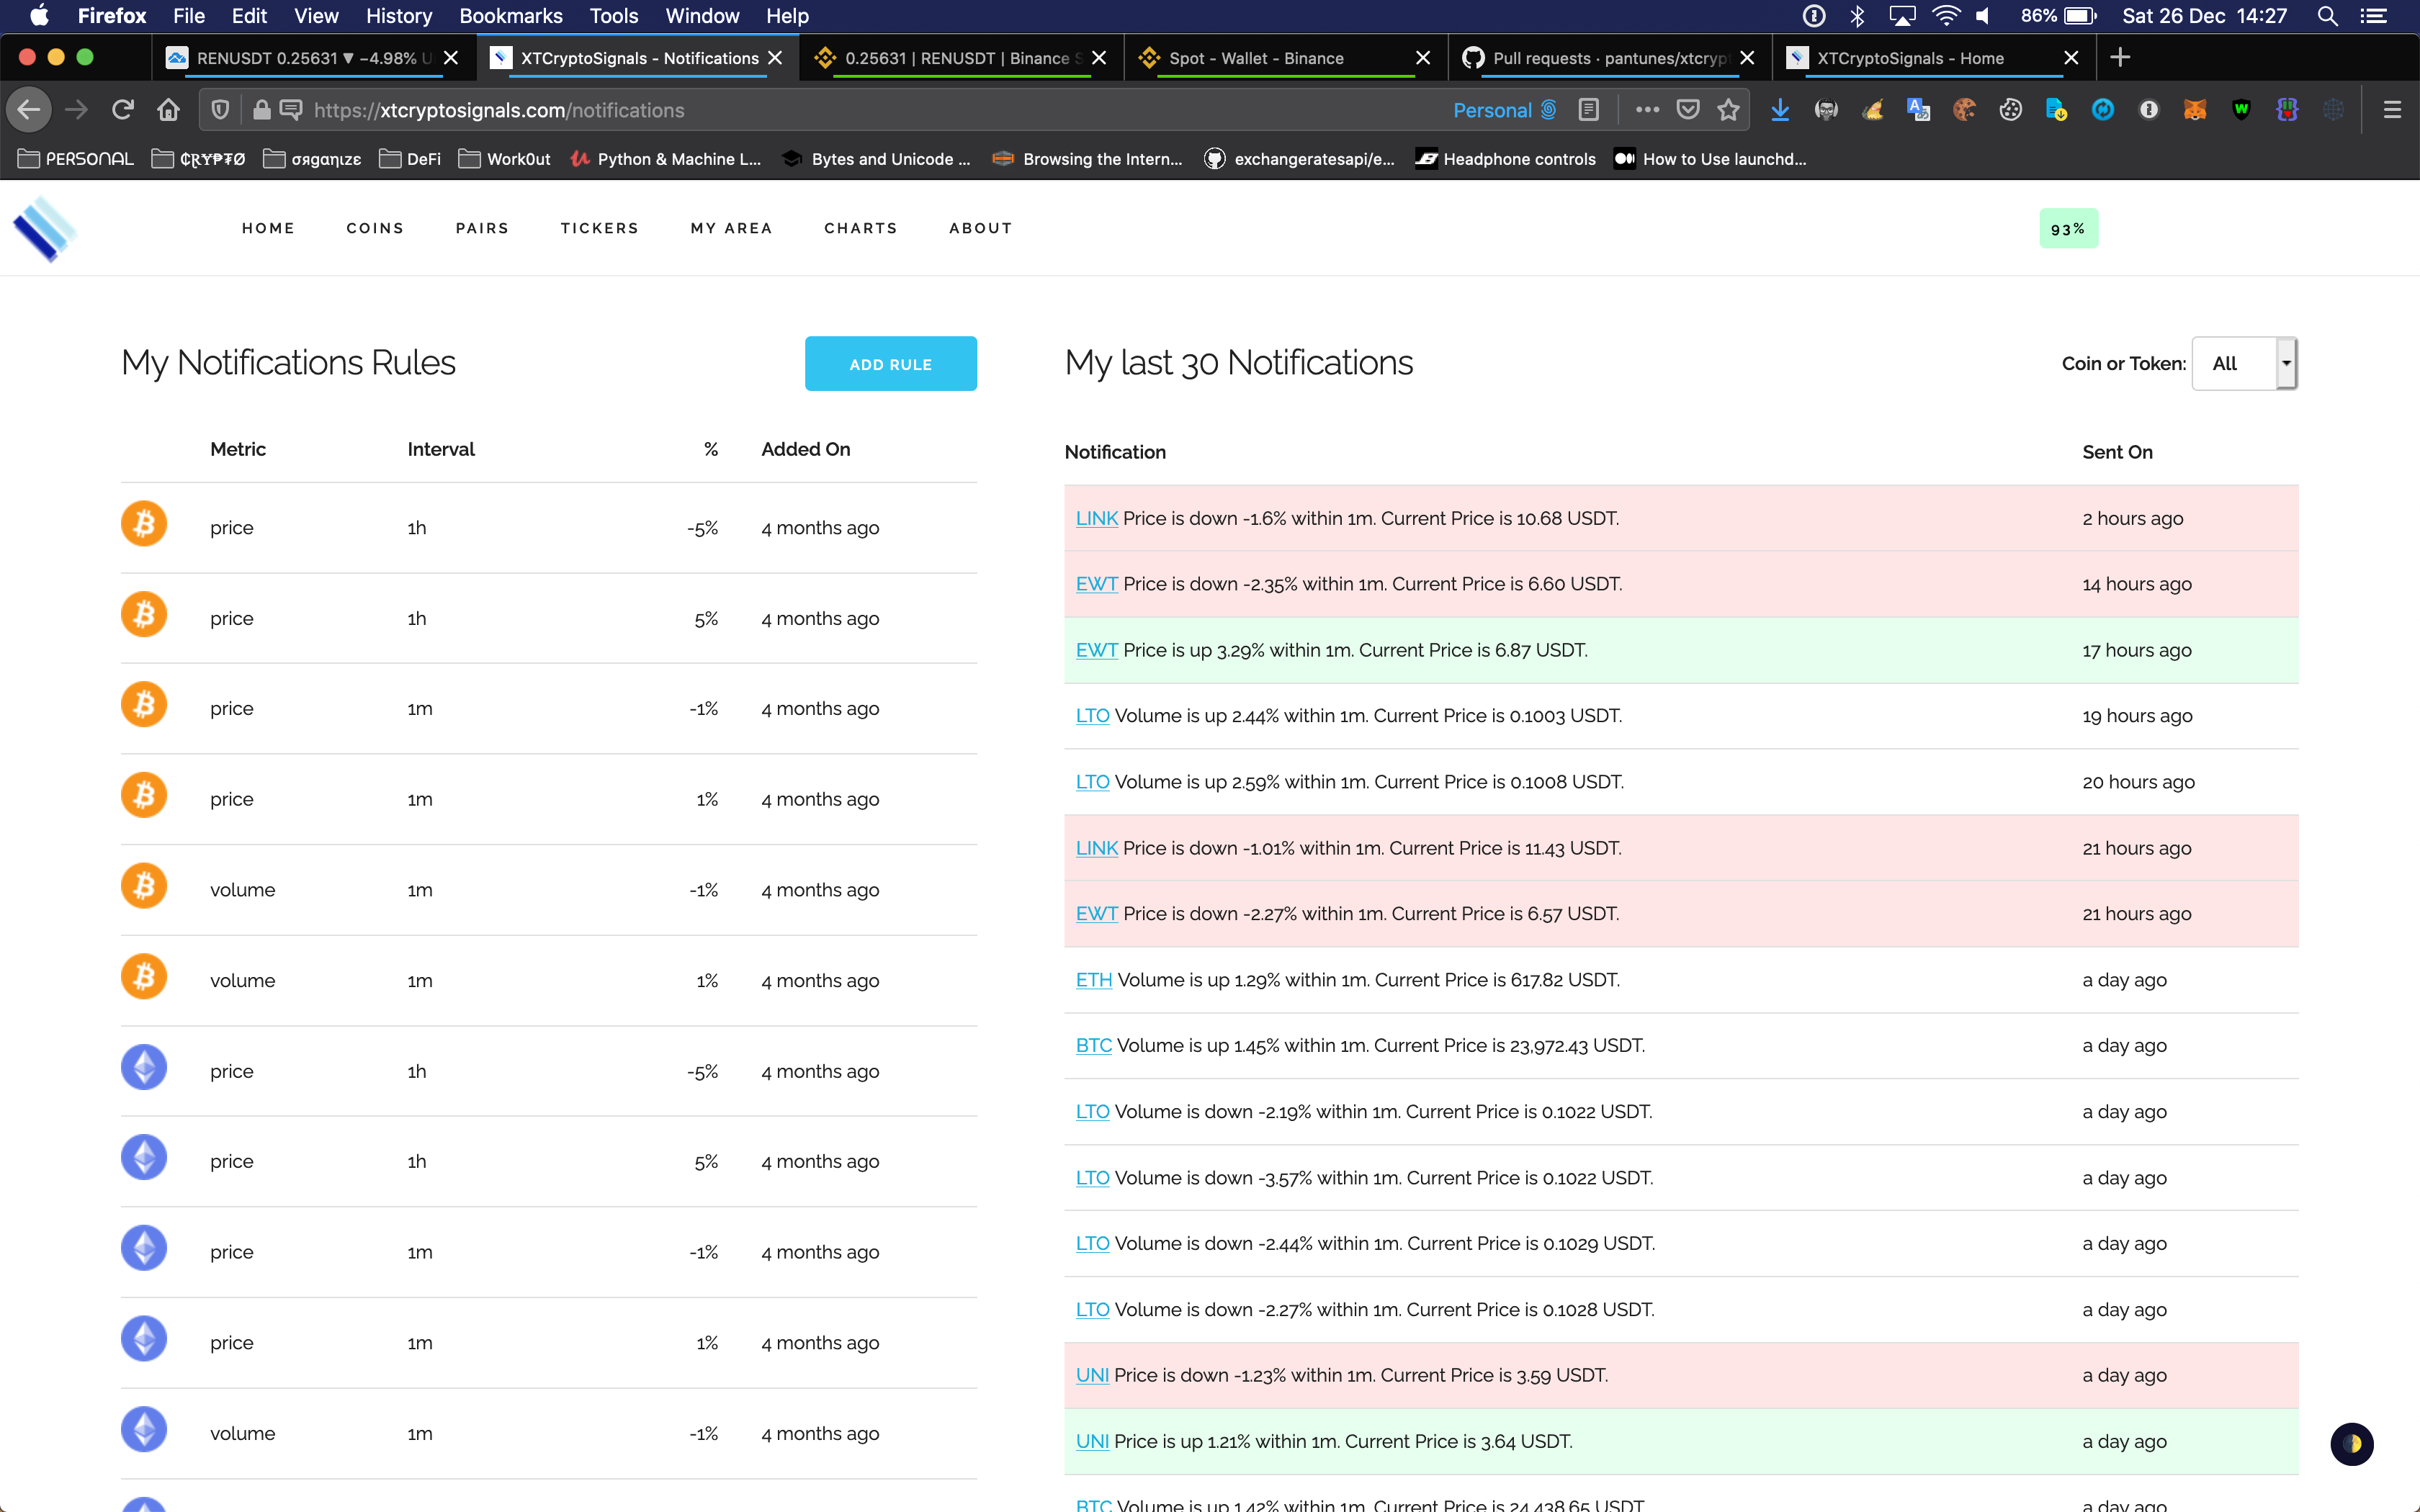 Firefox File Edit View History Bookmarks Tools Window Help 86% Sat 26 Dec 14:27
RENUSDT 0.25631 ▼ −4.98% U XTCryptoSignals - Notifications 0.25631 | RENUSDT | Binance S Spot - Wallet - Binance Pull requests · pantunes/xtcryp XTCryptoSignals - Home
https://xtcryptosignals.com/notifications Personal
PERSONAL ₵ⱤɎ₱₮Ø σяgαηιzε DeFi Work0ut Python & Machine L... Bytes and Unicode ... Browsing the Intern... exchangeratesapi/e... Headphone controls How to Use launchd...
HOME COINS PAIRS TICKERS MY AREA CHARTS ABOUT 93%
My Notifications Rules ADD RULE
Metric Interval % Added On
price 1h -5% 4 months ago
price 1h 5% 4 months ago
price 1m -1% 4 months ago
price 1m 1% 4 months ago
volume 1m -1% 4 months ago
volume 1m 1% 4 months ago
price 1h -5% 4 months ago
price 1h 5% 4 months ago
price 1m -1% 4 months ago
price 1m 1% 4 months ago
volume 1m -1% 4 months ago
My last 30 Notifications Coin or Token: All
Notification Sent On
LINK Price is down -1.6% within 1m. Current Price is 10.68 USDT. 2 hours ago
EWT Price is down -2.35% within 1m. Current Price is 6.60 USDT. 14 hours ago
EWT Price is up 3.29% within 1m. Current Price is 6.87 USDT. 17 hours ago
LTO Volume is up 2.44% within 1m. Current Price is 0.1003 USDT. 19 hours ago
LTO Volume is up 2.59% within 1m. Current Price is 0.1008 USDT. 20 hours ago
LINK Price is down -1.01% within 1m. Current Price is 11.43 USDT. 21 hours ago
EWT Price is down -2.27% within 1m. Current Price is 6.57 USDT. 21 hours ago
ETH Volume is up 1.29% within 1m. Current Price is 617.82 USDT. a day ago
BTC Volume is up 1.45% within 1m. Current Price is 23,972.43 USDT. a day ago
LTO Volume is down -2.19% within 1m. Current Price is 0.1022 USDT. a day ago
LTO Volume is down -3.57% within 1m. Current Price is 0.1022 USDT. a day ago
LTO Volume is down -2.44% within 1m. Current Price is 0.1029 USDT. a day ago
LTO Volume is down -2.27% within 1m. Current Price is 0.1028 USDT. a day ago
UNI Price is down -1.23% within 1m. Current Price is 3.59 USDT. a day ago
UNI Price is up 1.21% within 1m. Current Price is 3.64 USDT. a day ago
BTC Volume is up 1.42% within 1m. Current Price is 24,438.65 USDT. a day ago